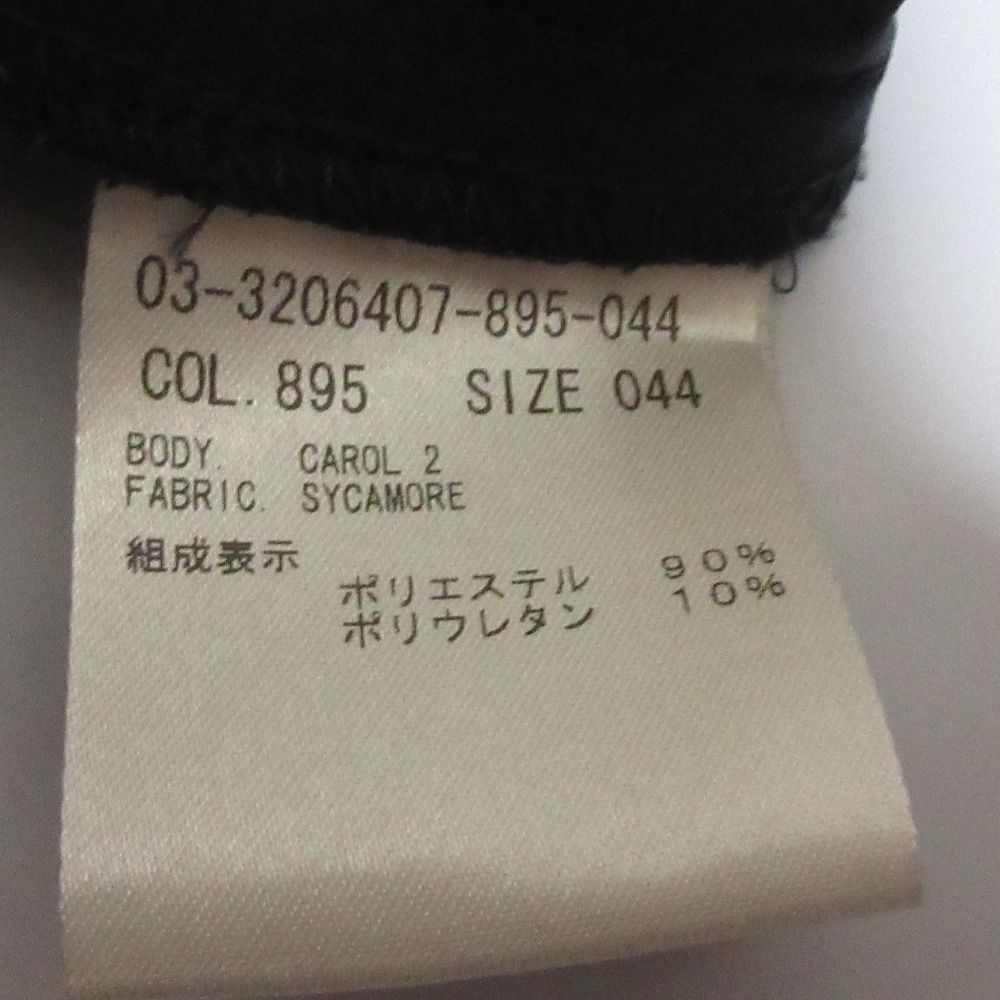 03-3206407-895-044
COL. 895 SIZE 044
BODY. CAROL 2
FABRIC. SYCAMORE
組成表示
ポリエステル 90%
ポリウレタン 10%